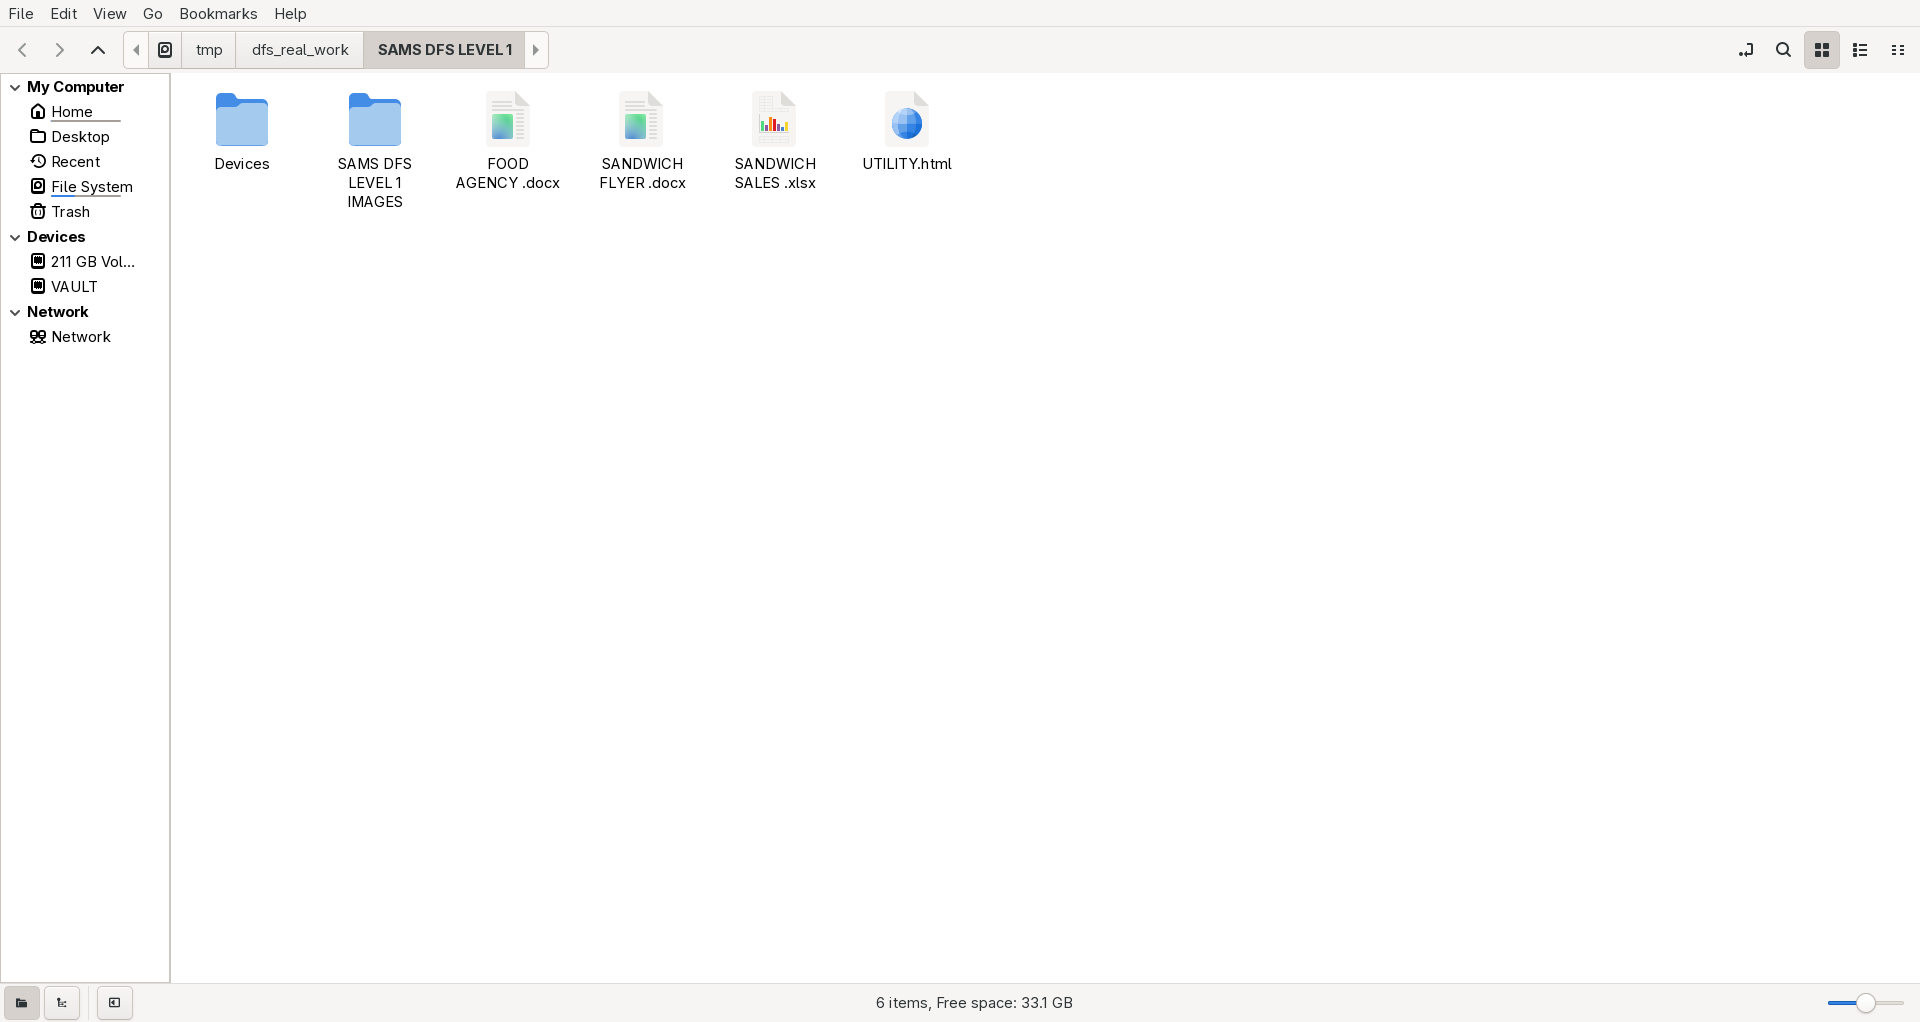 File Edit View Go Bookmarks Help
tmp dfs_real_work SAMS DFS LEVEL 1
My Computer
Home
Desktop
Recent
File System
Trash
Devices
211 GB Vol...
VAULT
Network
Network
Devices
SAMS DFS
LEVEL 1
IMAGES
FOOD
AGENCY .docx
SANDWICH
FLYER .docx
SANDWICH
SALES .xlsx
UTILITY.html
6 items, Free space: 33.1 GB